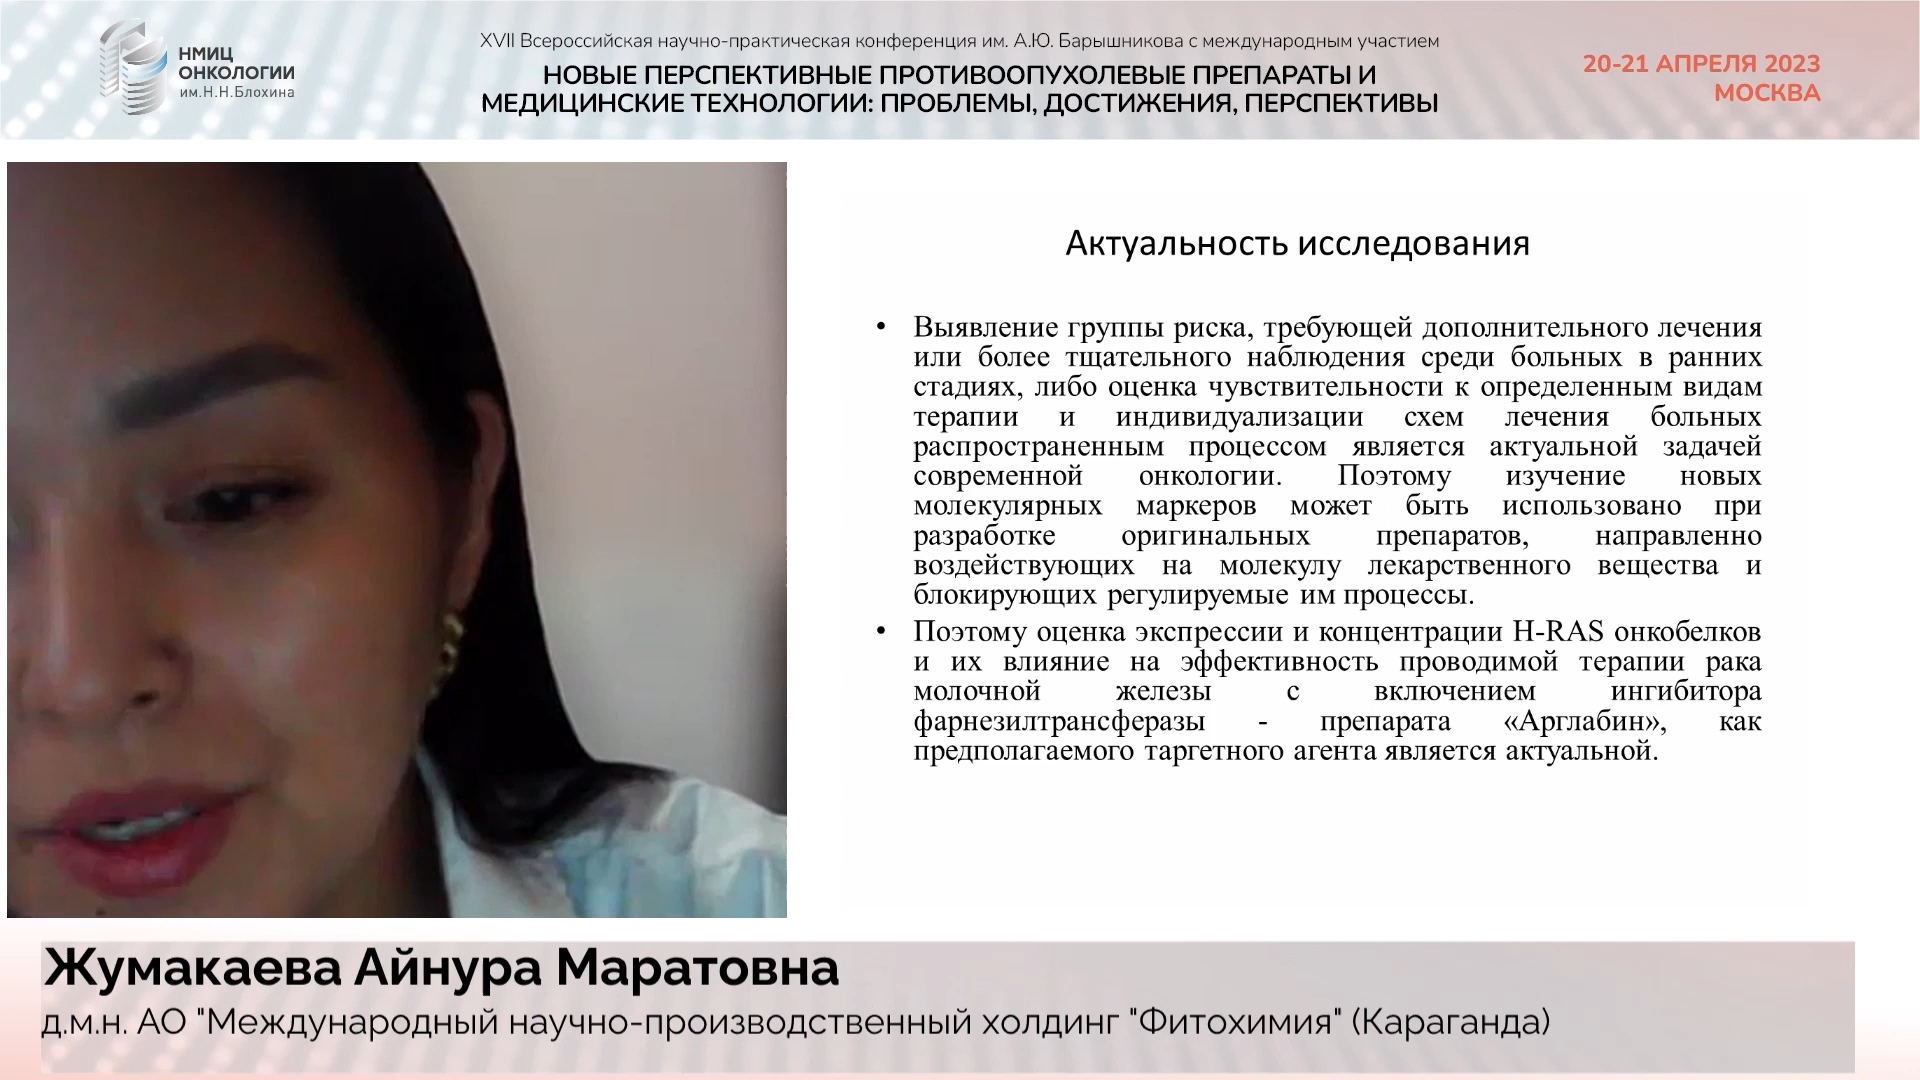 НМИЦ
ОНКОЛОГИИ
им.Н.Н.Блохина
XVII Всероссийская научно-практическая конференция им. А.Ю. Барышникова с международным участием
НОВЫЕ ПЕРСПЕКТИВНЫЕ ПРОТИВООПУХОЛЕВЫЕ ПРЕПАРАТЫ И
МЕДИЦИНСКИЕ ТЕХНОЛОГИИ: ПРОБЛЕМЫ, ДОСТИЖЕНИЯ, ПЕРСПЕКТИВЫ
20-21 АПРЕЛЯ 2023
МОСКВА
Актуальность исследования
• Выявление группы риска, требующей дополнительного лечения
или более тщательного наблюдения среди больных в ранних
стадиях, либо оценка чувствительности к определенным видам
терапии и индивидуализации схем лечения больных
распространенным процессом является актуальной задачей
современной онкологии. Поэтому изучение новых
молекулярных маркеров может быть использовано при
разработке оригинальных препаратов, направленно
воздействующих на молекулу лекарственного вещества и
блокирующих регулируемые им процессы.
• Поэтому оценка экспрессии и концентрации H-RAS онкобелков
и их влияние на эффективность проводимой терапии рака
молочной железы с включением ингибитора
фарнезилтрансферазы - препарата «Арглабин», как
предполагаемого таргетного агента является актуальной.
Жумакаева Айнура Маратовна
д.м.н. АО "Международный научно-производственный холдинг "Фитохимия" (Караганда)